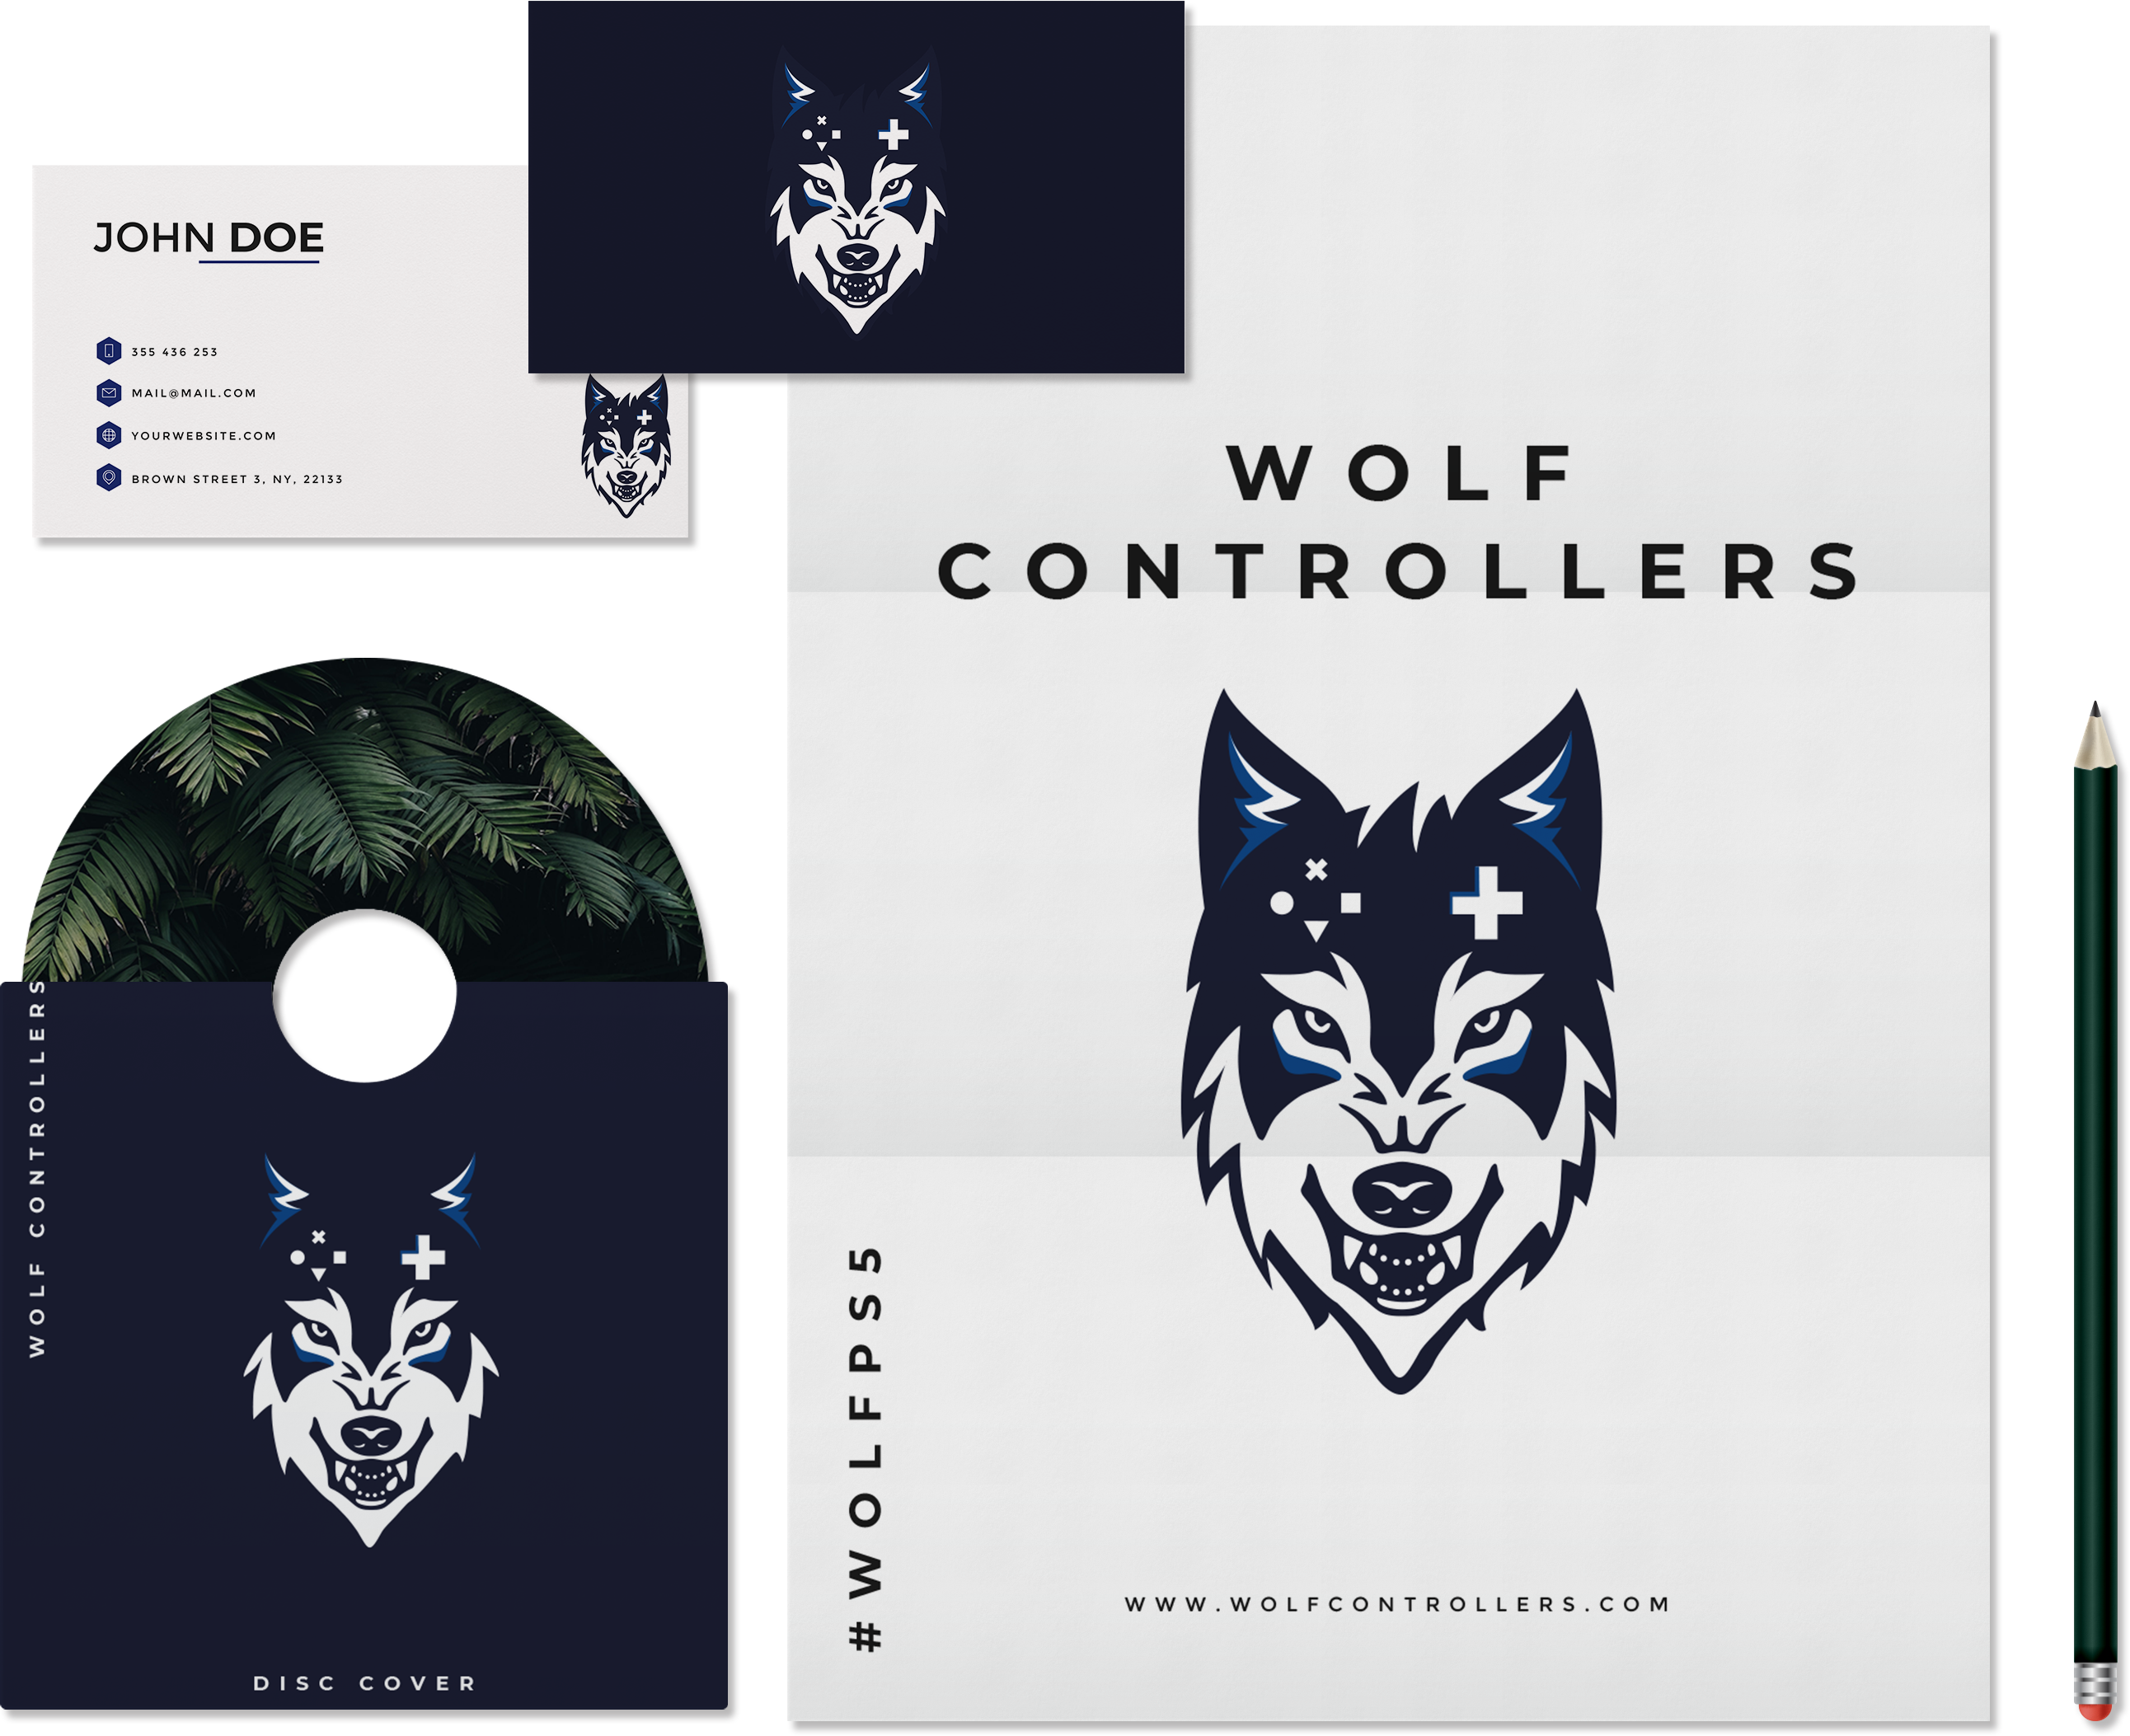 JOHN DOE
355 436 253
MAIL@MAIL.COM
YOURWEBSITE.COM
BROWN STREET 3, NY, 22133
WOLF
CONTROLLERS
#WOLFPS5
WWW.WOLFCONTROLLERS.COM
WOLF CONTROLLERS
DISC COVER